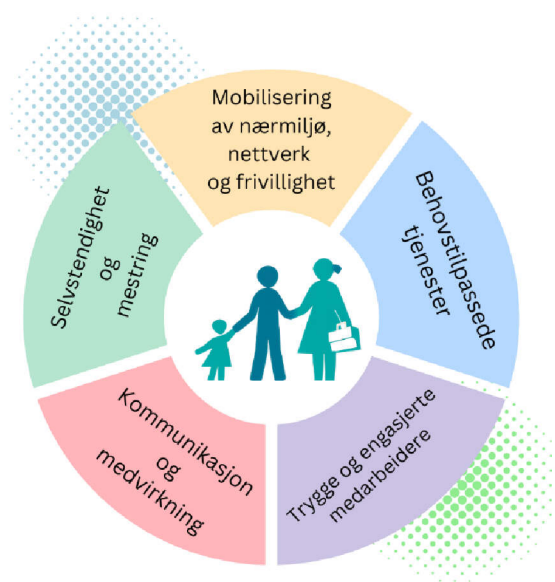 Mobilisering
av nærmiljø,
nettverk
og frivillighet
Behovstilpassede
tjenester
Trygge og engasjerte
medarbeidere
Kommunikasjon
og
medvirkning
Selvstendighet
og
mestring